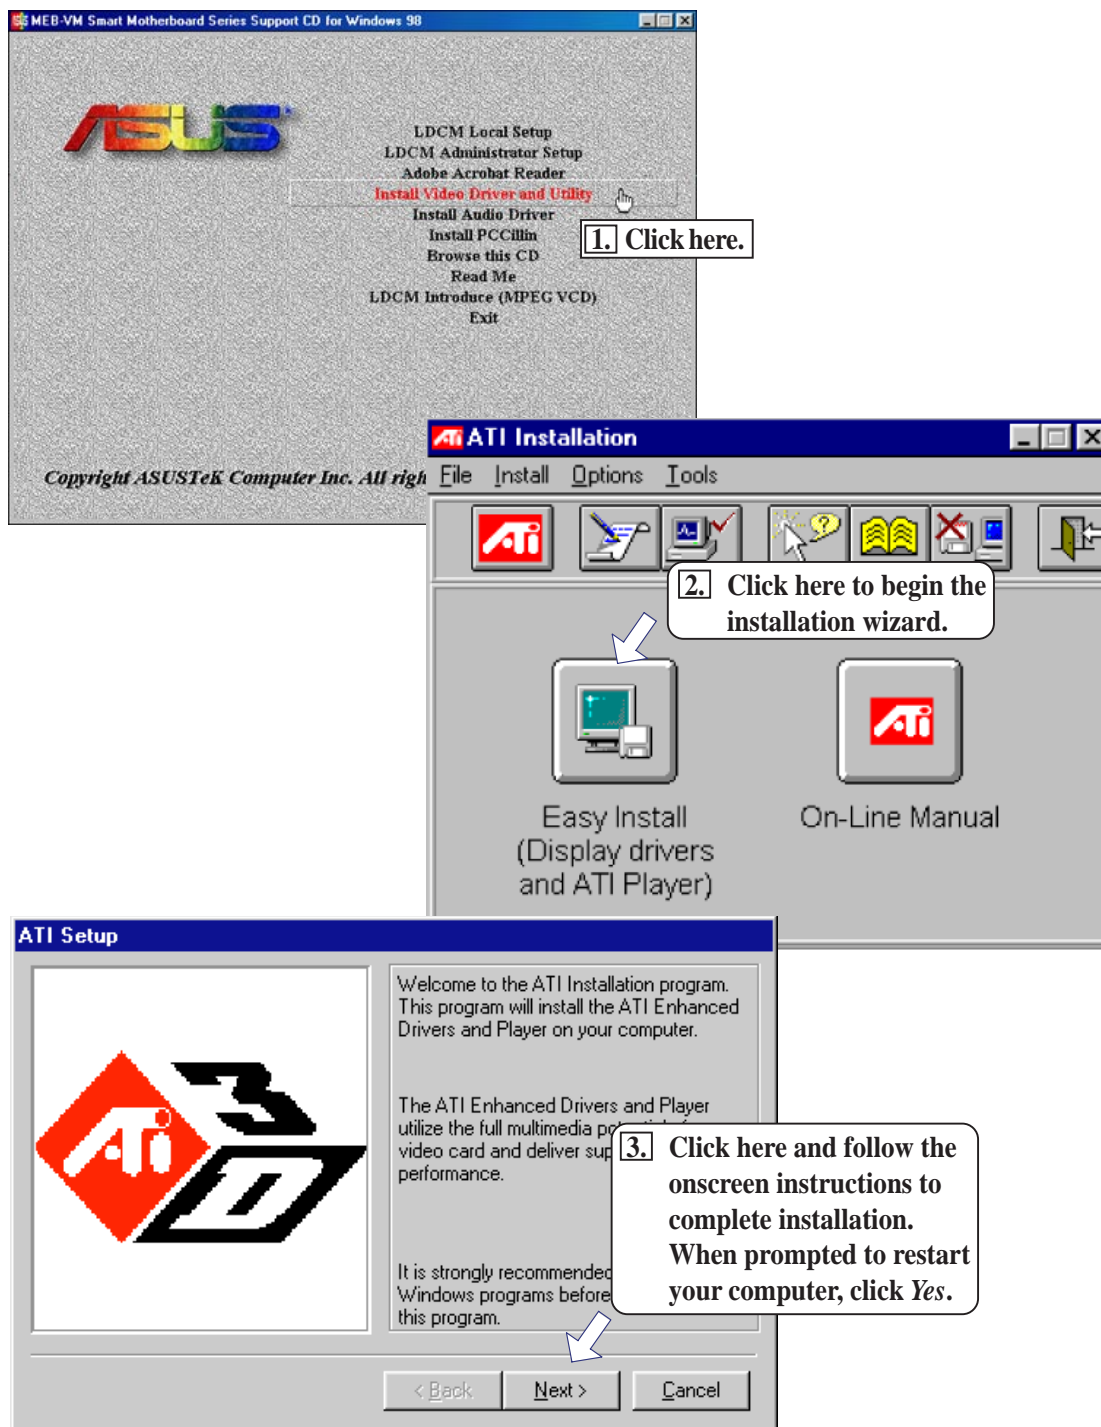 MEB-VM Smart Motherboard Series Support CD for Windows 98
ASUS
LDCM Local Setup
LDCM Administrator Setup
Adobe Acrobat Reader
Install Video Driver and Utility
Install Audio Driver
Install PCCillin
Browse this CD
Read Me
LDCM Introduce (MPEG VCD)
Exit
1. Click here.
Copyright ASUSTeK Computer Inc. All righ
ATI Installation
File Install Options Tools
ATi
2. Click here to begin the
installation wizard.
ATi
Easy Install
(Display drivers
and ATI Player)
On-Line Manual
ATI Setup
ATi 3D
Welcome to the ATI Installation program.
This program will install the ATI Enhanced
Drivers and Player on your computer.
The ATI Enhanced Drivers and Player
utilize the full multimedia
video card and deliver sup
performance.
It is strongly recommended
Windows programs before
this program.
3. Click here and follow the
onscreen instructions to
complete installation.
When prompted to restart
your computer, click Yes.
< Back Next > Cancel